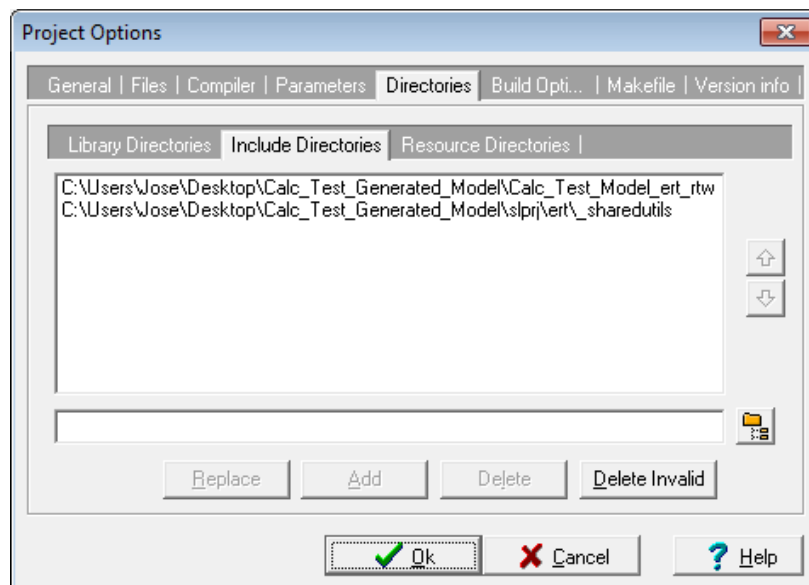 Project Options
General | Files | Compiler | Parameters | Directories | Build Opti... | Makefile | Version info |
Library Directories | Include Directories | Resource Directories |
C:\Users\Jose\Desktop\Calc_Test_Generated_Model\Calc_Test_Model_ert_rtw
C:\Users\Jose\Desktop\Calc_Test_Generated_Model\slprj\ert\_sharedutils
Replace Add Delete Delete Invalid
Ok Cancel ? Help